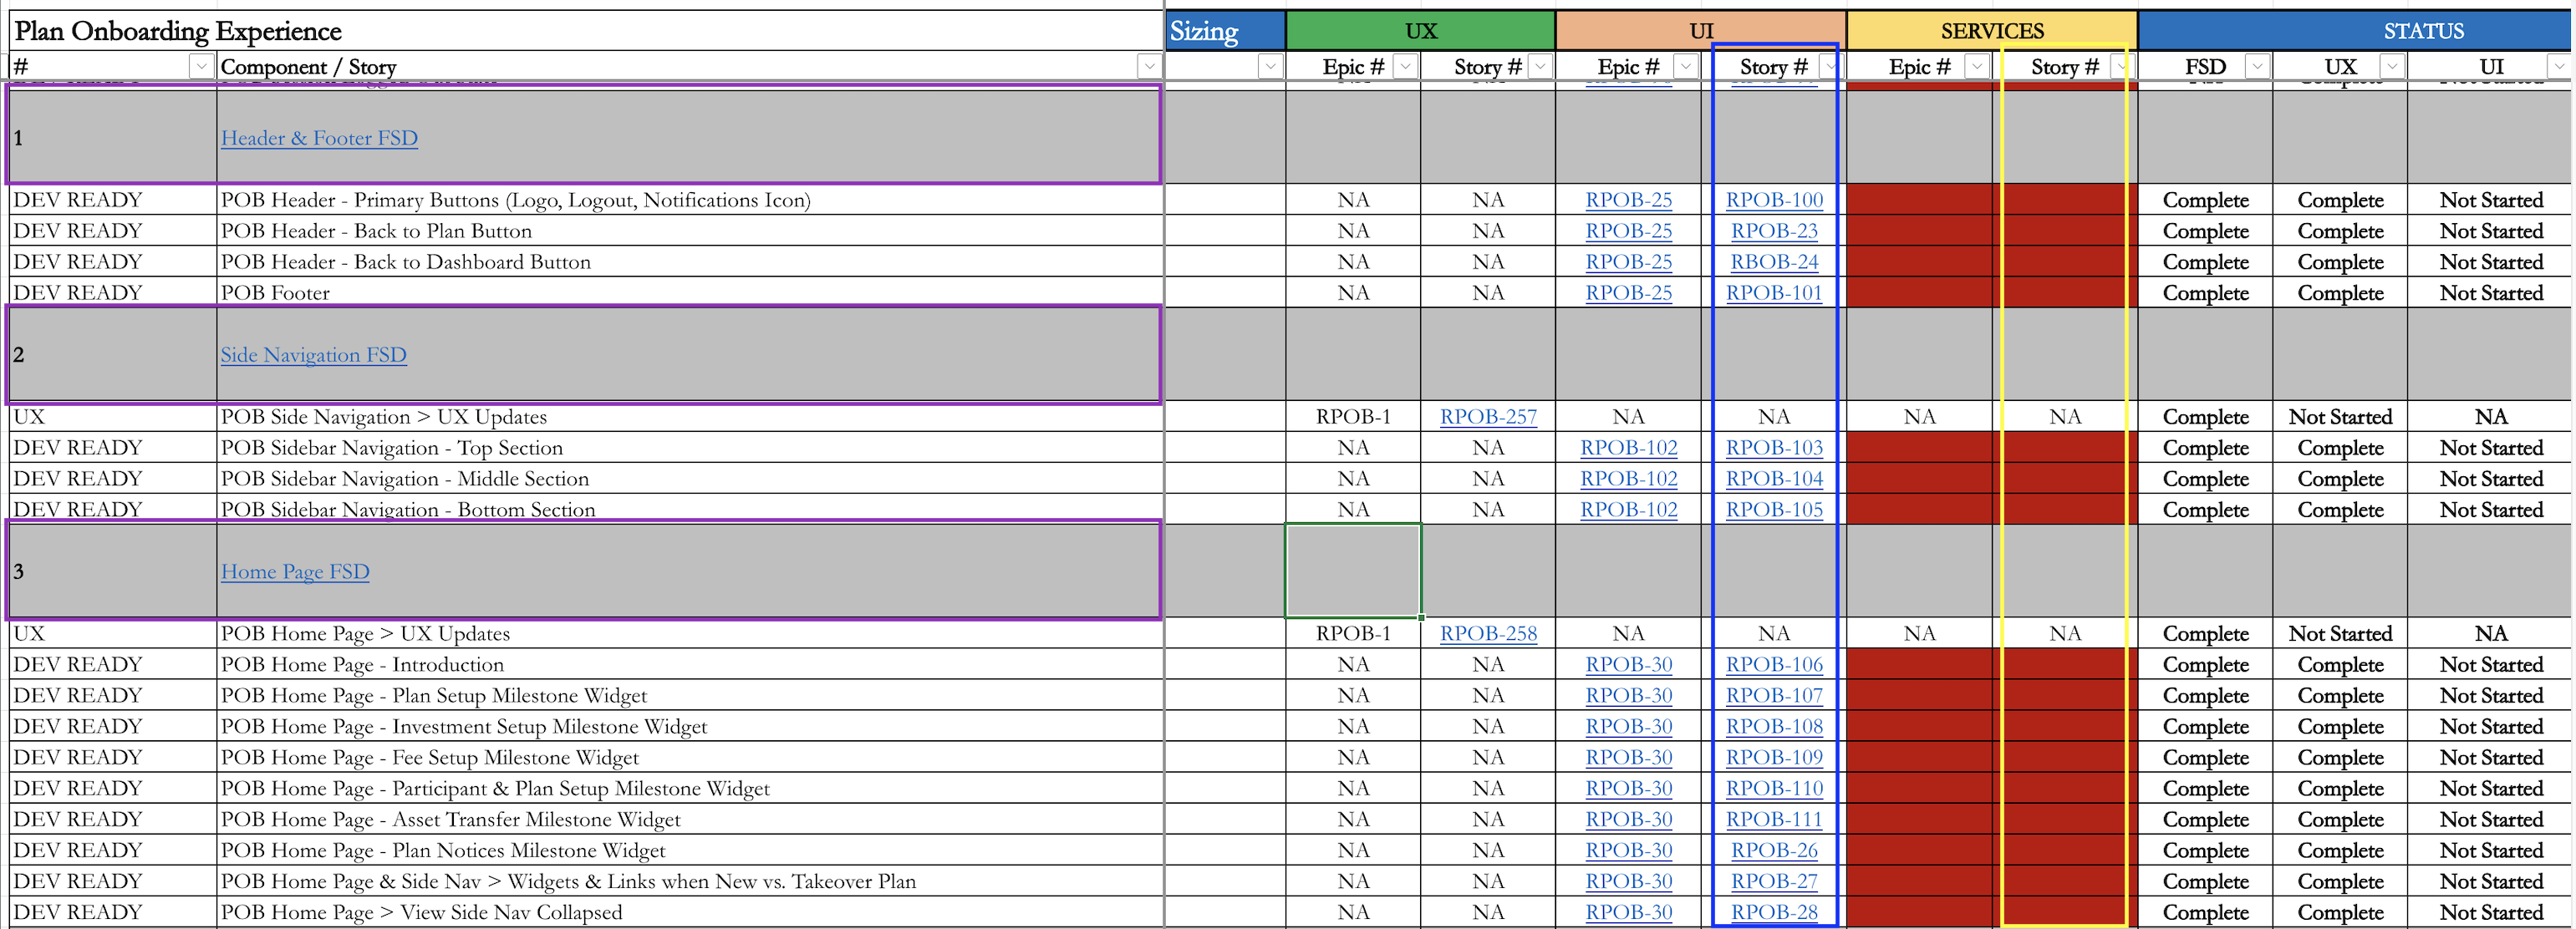 Plan Onboarding Experience Sizing UX UI SERVICES STATUS
# Component / Story Epic # Story # Epic # Story # Epic # Story # FSD UX UI
1 Header & Footer FSD
DEV READY POB Header - Primary Buttons (Logo, Logout, Notifications Icon) NA NA RPOB-25 RPOB-100 Complete Complete Not Started
DEV READY POB Header - Back to Plan Button NA NA RPOB-25 RPOB-23 Complete Complete Not Started
DEV READY POB Header - Back to Dashboard Button NA NA RPOB-25 RBOB-24 Complete Complete Not Started
DEV READY POB Footer NA NA RPOB-25 RPOB-101 Complete Complete Not Started
2 Side Navigation FSD
UX POB Side Navigation > UX Updates RPOB-1 RPOB-257 NA NA NA NA Complete Not Started NA
DEV READY POB Sidebar Navigation - Top Section NA NA RPOB-102 RPOB-103 Complete Complete Not Started
DEV READY POB Sidebar Navigation - Middle Section NA NA RPOB-102 RPOB-104 Complete Complete Not Started
DEV READY POB Sidebar Navigation - Bottom Section NA NA RPOB-102 RPOB-105 Complete Complete Not Started
3 Home Page FSD
UX POB Home Page > UX Updates RPOB-1 RPOB-258 NA NA NA NA Complete Not Started NA
DEV READY POB Home Page - Introduction NA NA RPOB-30 RPOB-106 Complete Complete Not Started
DEV READY POB Home Page - Plan Setup Milestone Widget NA NA RPOB-30 RPOB-107 Complete Complete Not Started
DEV READY POB Home Page - Investment Setup Milestone Widget NA NA RPOB-30 RPOB-108 Complete Complete Not Started
DEV READY POB Home Page - Fee Setup Milestone Widget NA NA RPOB-30 RPOB-109 Complete Complete Not Started
DEV READY POB Home Page - Participant & Plan Setup Milestone Widget NA NA RPOB-30 RPOB-110 Complete Complete Not Started
DEV READY POB Home Page - Asset Transfer Milestone Widget NA NA RPOB-30 RPOB-111 Complete Complete Not Started
DEV READY POB Home Page - Plan Notices Milestone Widget NA NA RPOB-30 RPOB-26 Complete Complete Not Started
DEV READY POB Home Page & Side Nav > Widgets & Links when New vs. Takeover Plan NA NA RPOB-30 RPOB-27 Complete Complete Not Started
DEV READY POB Home Page > View Side Nav Collapsed NA NA RPOB-30 RPOB-28 Complete Complete Not Started